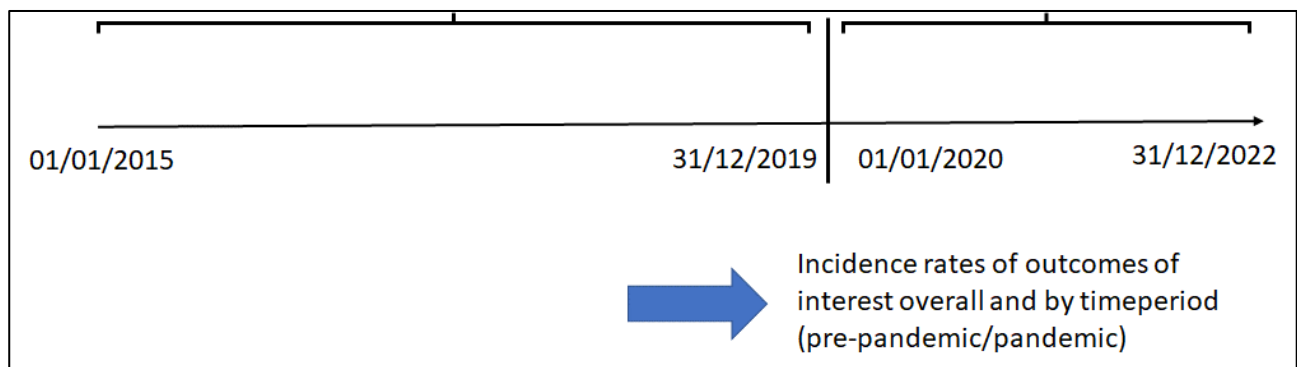 01/01/2015 31/12/2019 01/01/2020 31/12/2022
Incidence rates of outcomes of
interest overall and by timeperiod
(pre-pandemic/pandemic)